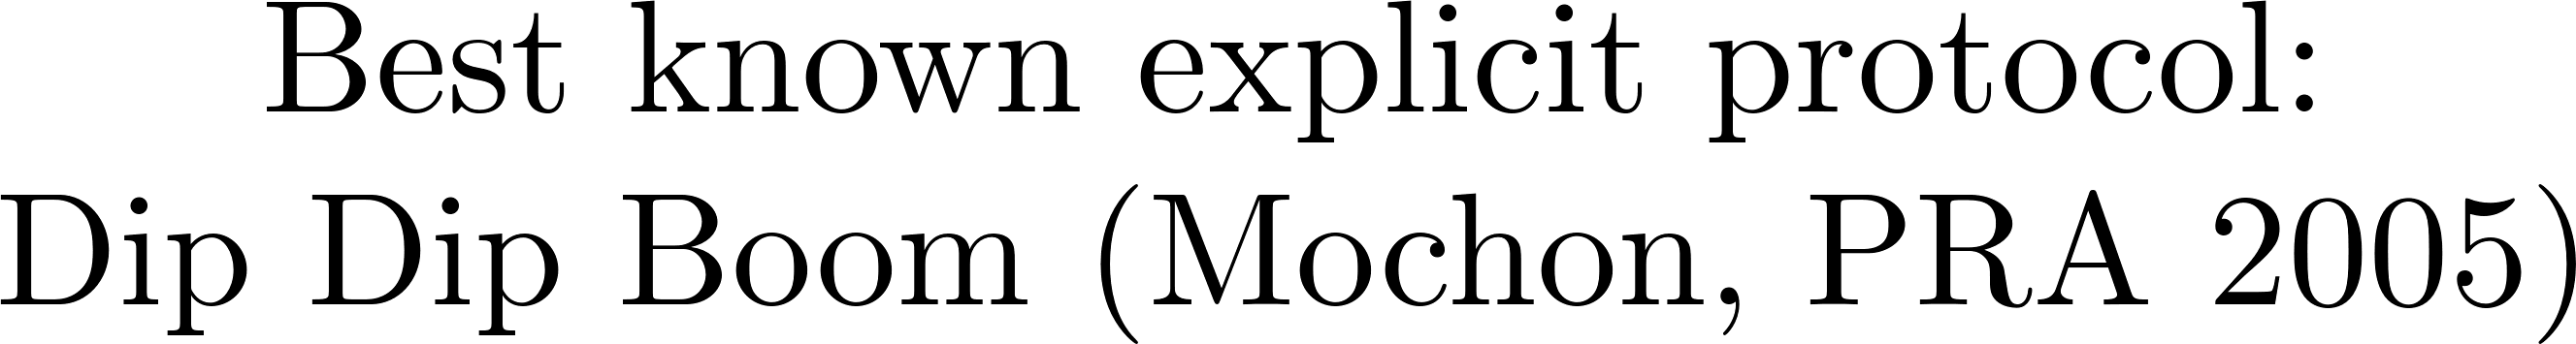 Best known explicit protocol:
Dip Dip Boom (Mochon, PRA 2005)